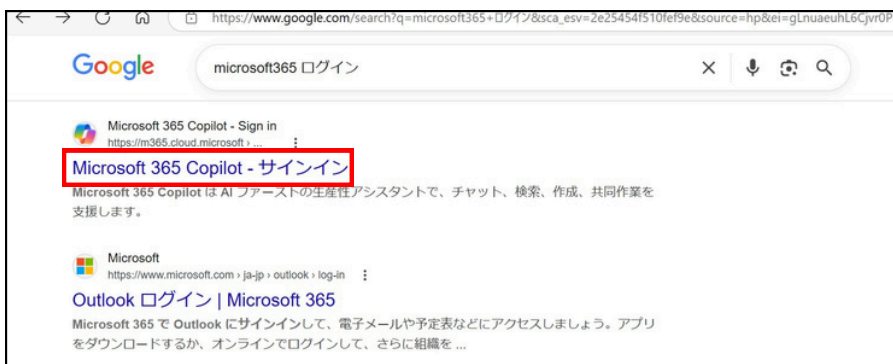 https://www.google.com/search?q=microsoft365+ログイン&sca_esv=2e25454f510fef9e&source=hp&ei=gLnuaeuhL6Cjvr0P
Google
microsoft365 ログイン
Microsoft 365 Copilot - Sign in
https://m365.cloud.microsoft › ...
Microsoft 365 Copilot - サインイン
Microsoft 365 Copilot は AI ファーストの生産性アシスタントで、チャット、検索、作成、共同作業を
支援します。
Microsoft
https://www.microsoft.com › ja-jp › outlook › log-in
Outlook ログイン | Microsoft 365
Microsoft 365 で Outlook にサインインして、電子メールや予定表などにアクセスしましょう。アプリ
をダウンロードするか、オンラインでログインして、さらに組織を ...